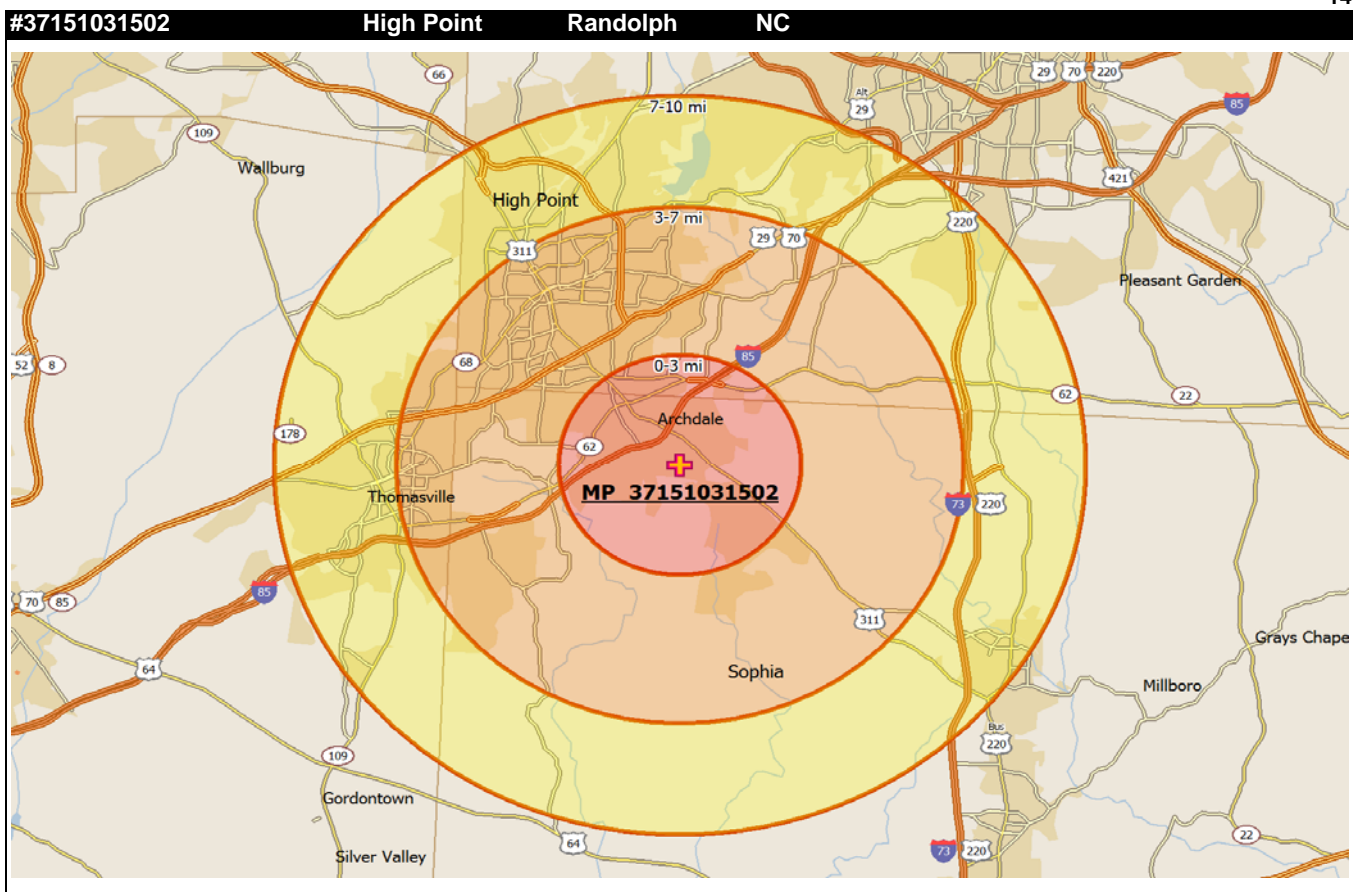 14
#37151031502 High Point Randolph NC
66
29 70 220
7-10 mi
Alt
29
85
109
Wallburg
421
High Point
3-7 mi
220
311
29 70
Pleasant Garden
52 8
68
0-3 mi
85
62
22
Archdale
178
62
MP 37151031502
Thomasville
73 220
85
70 85
311
Grays Chape
64
Sophia
Millboro
Bus
220
109
Gordontown
22
64
73 220
Silver Valley